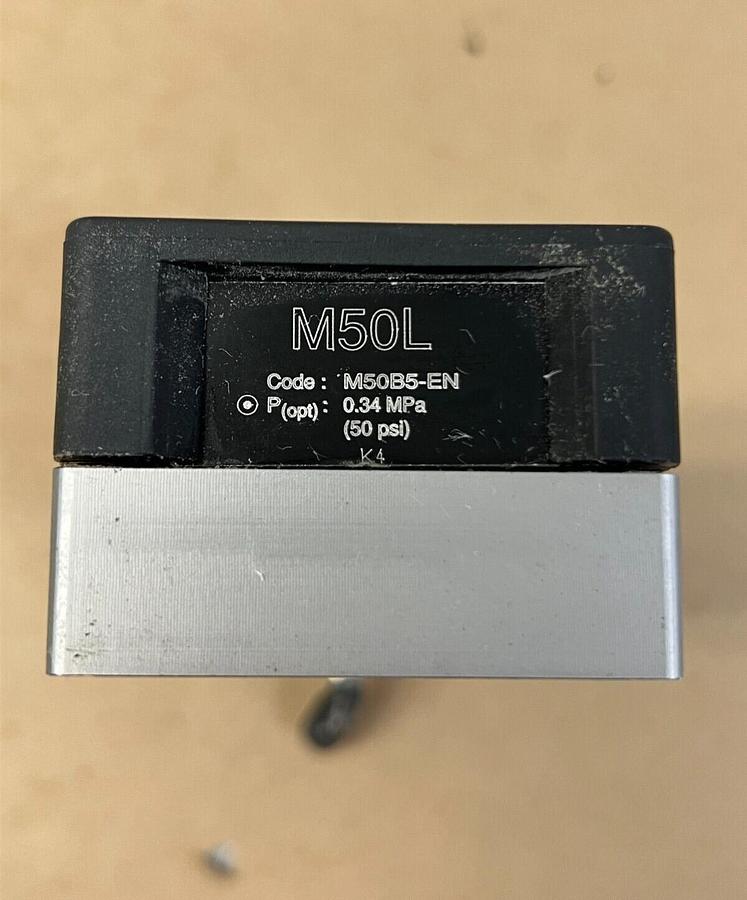 M50L
Code : M50B5-EN
P(opt) : 0.34 MPa
(50 psi)
K4